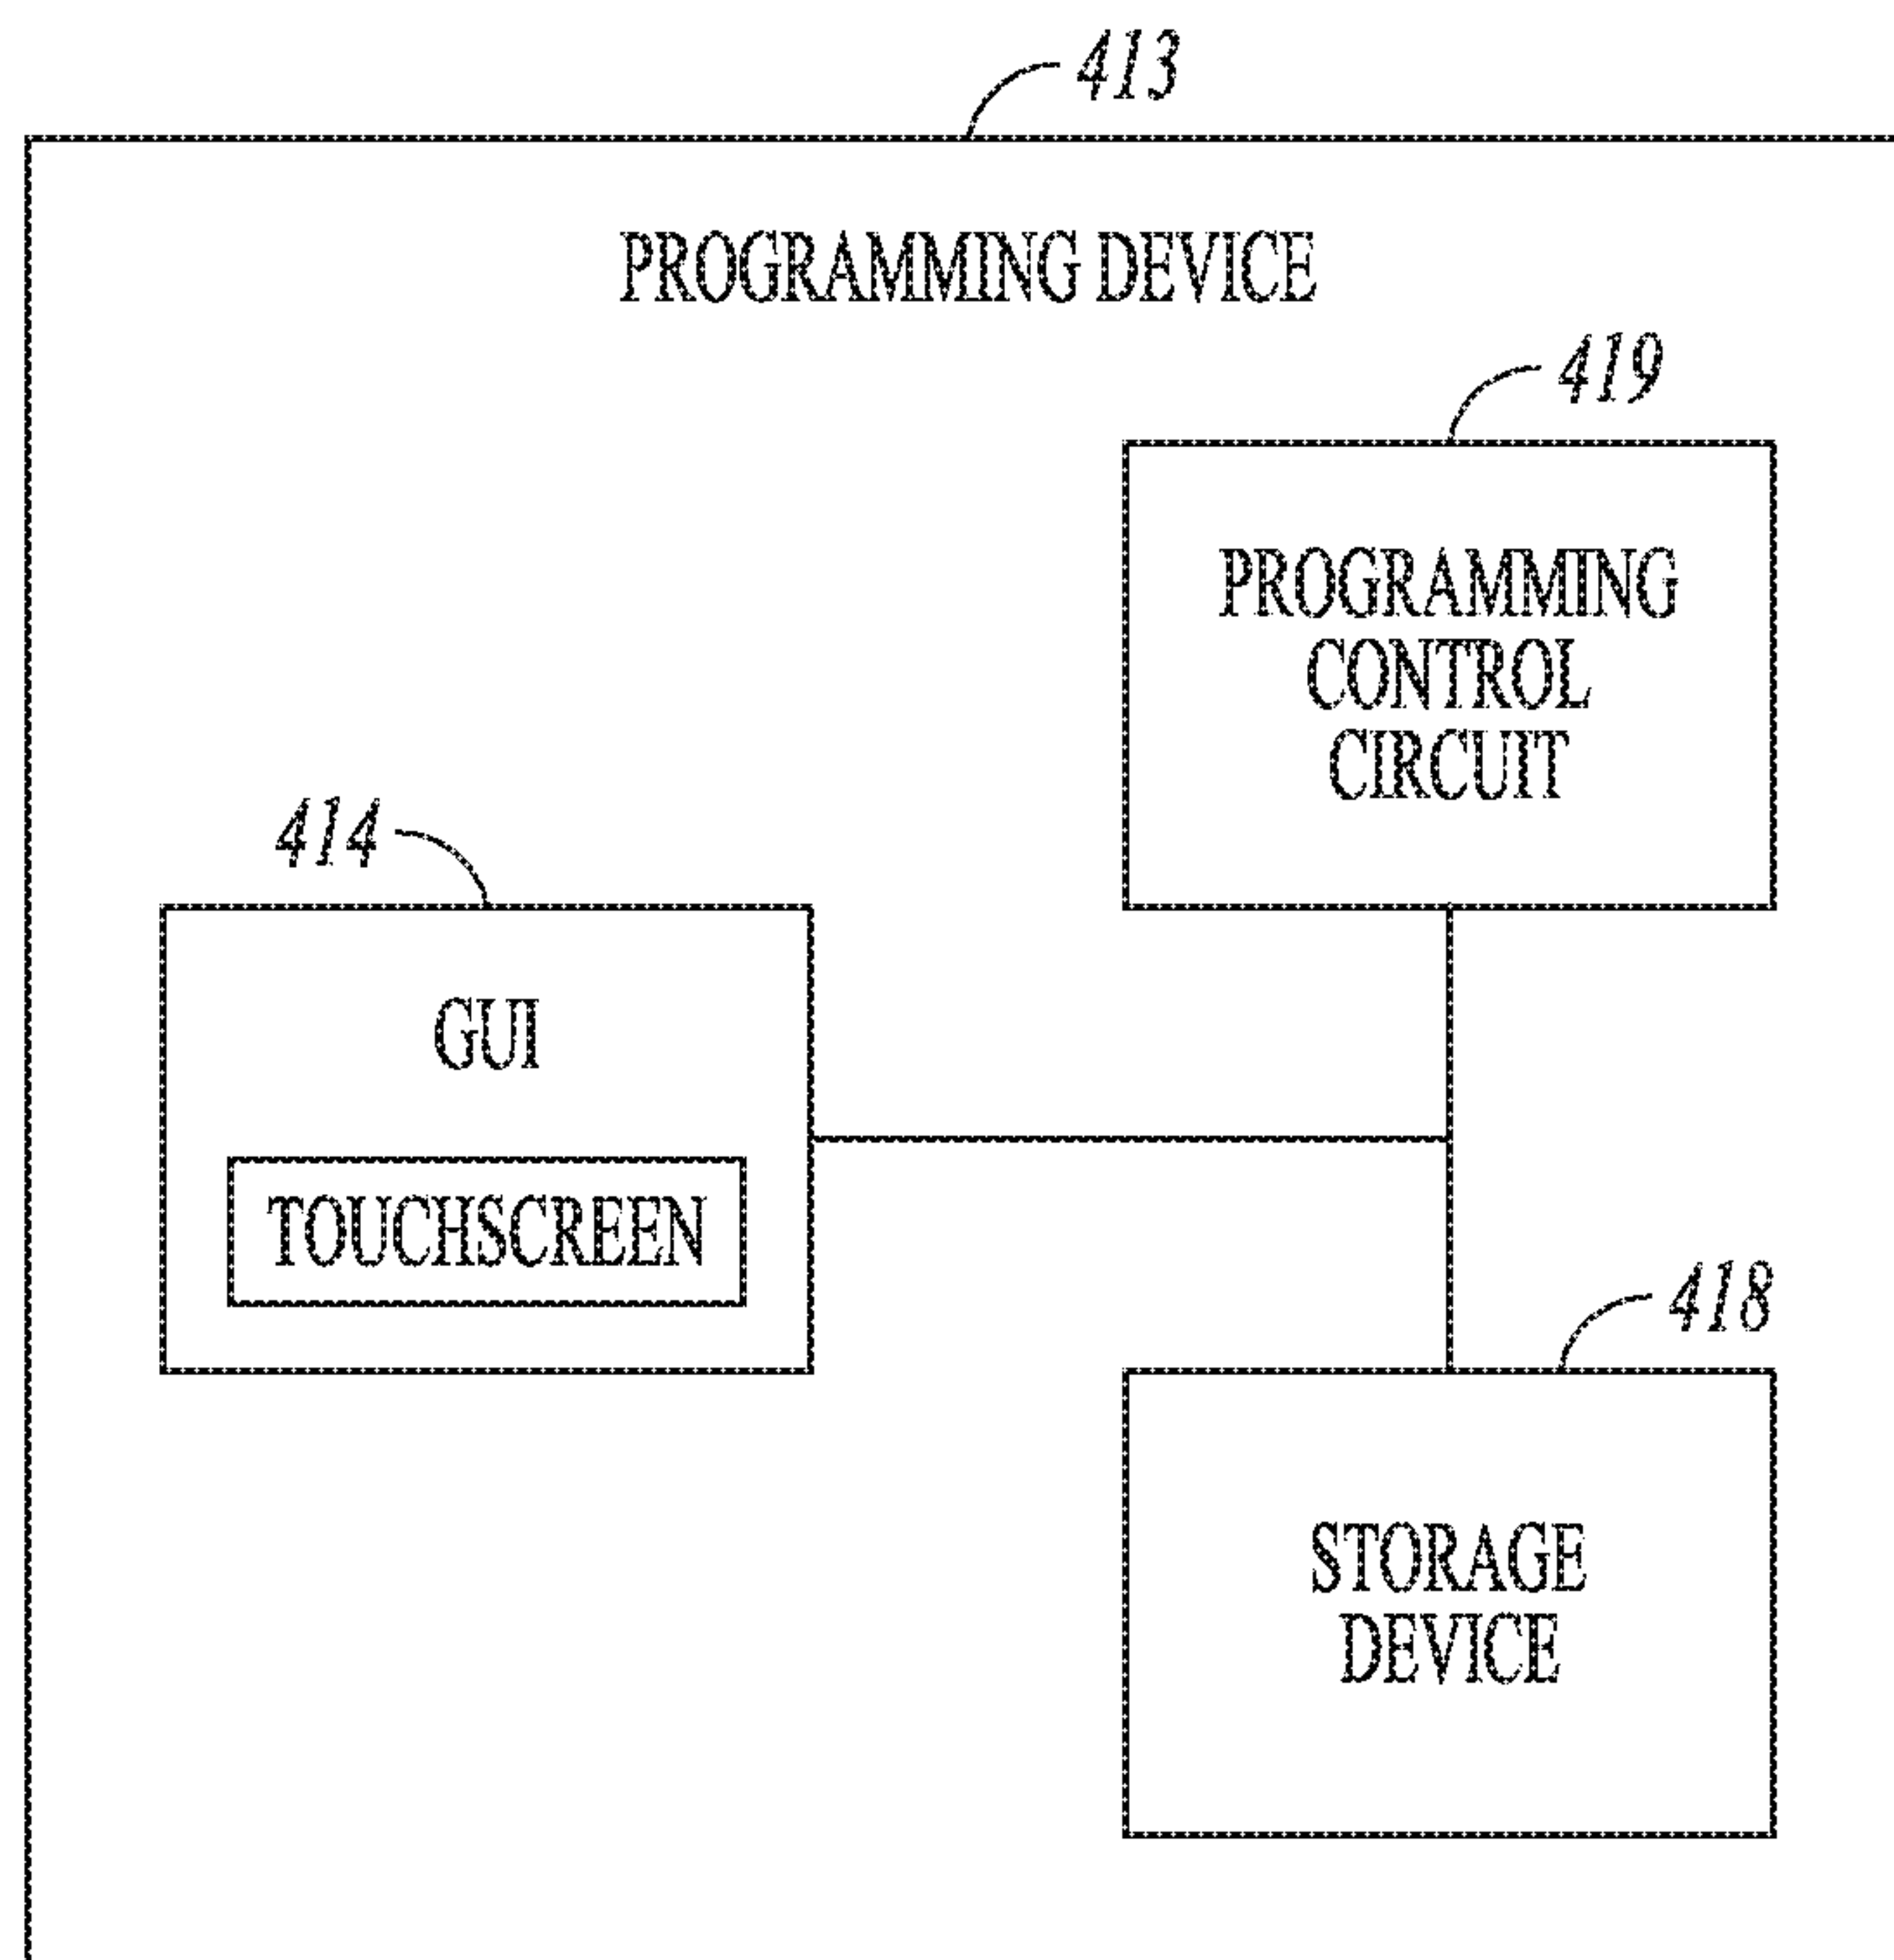 413
PROGRAMMING DEVICE
419
PROGRAMMING
CONTROL
CIRCUIT
414
GUI
TOUCHSCREEN
418
STORAGE
DEVICE